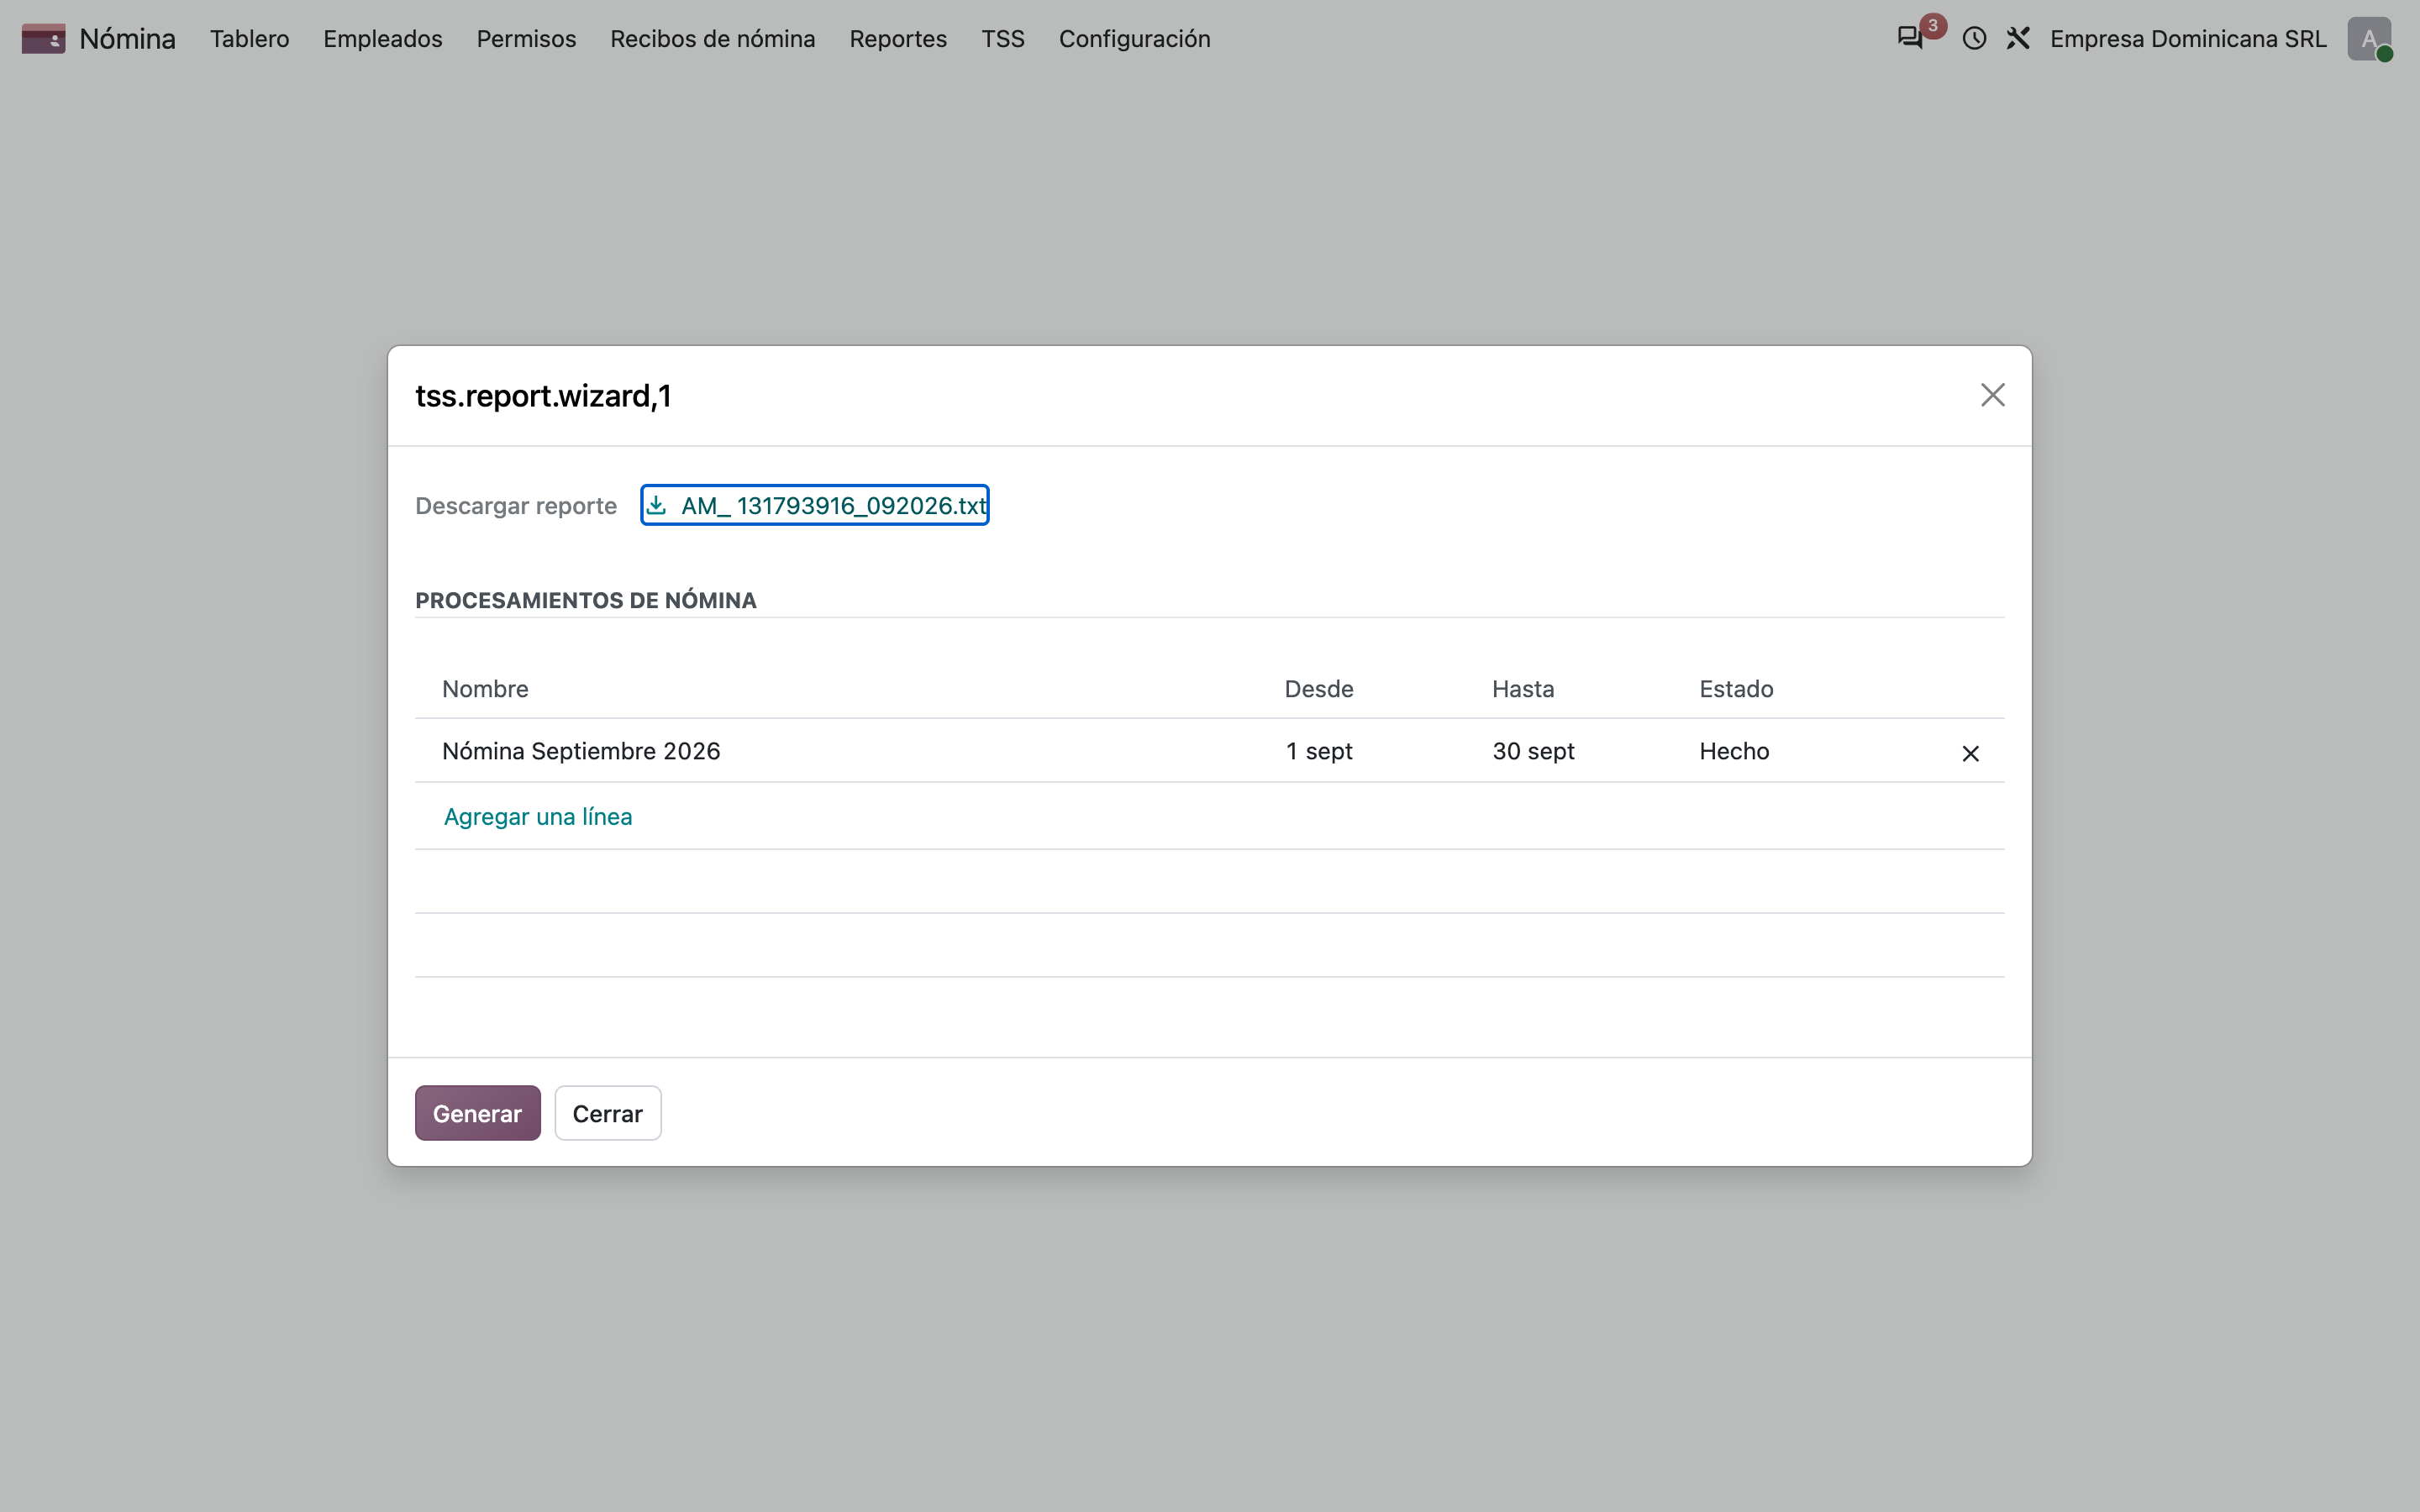 Nómina Tablero Empleados Permisos Recibos de nómina Reportes TSS Configuración 3 Empresa Dominicana SRL A
tss.report.wizard,1
Descargar reporte AM_ 131793916_092026.txt
PROCESAMIENTOS DE NÓMINA
Nombre Desde Hasta Estado
Nómina Septiembre 2026 1 sept 30 sept Hecho
Agregar una línea
Generar Cerrar